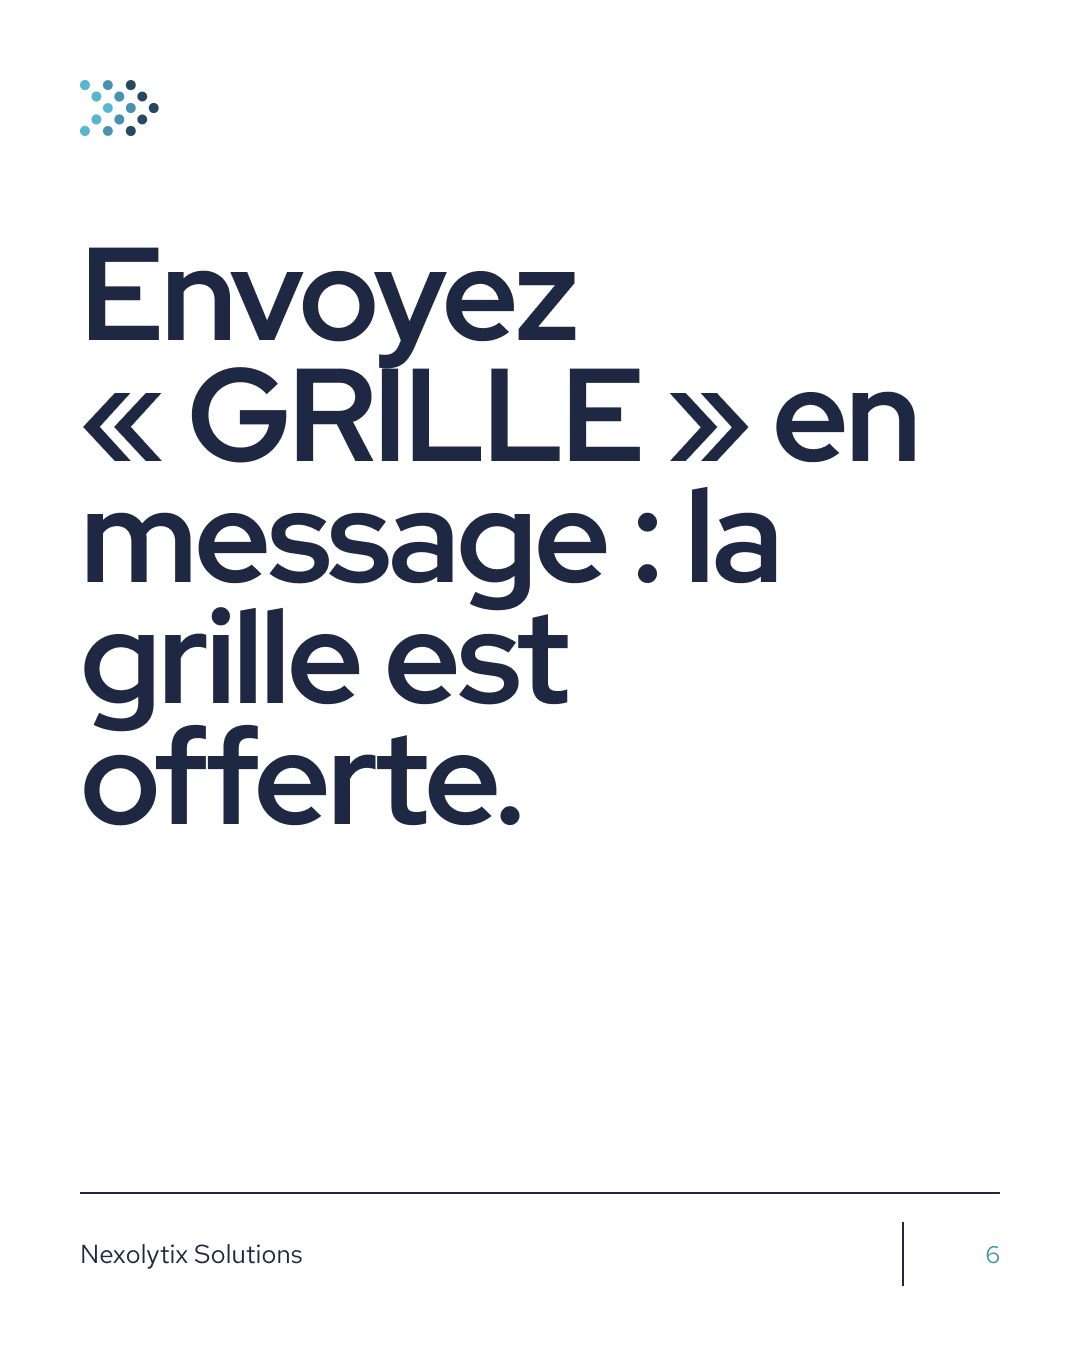 Envoyez
« GRILLE » en
message : la
grille est
offerte.
Nexolytix Solutions
6